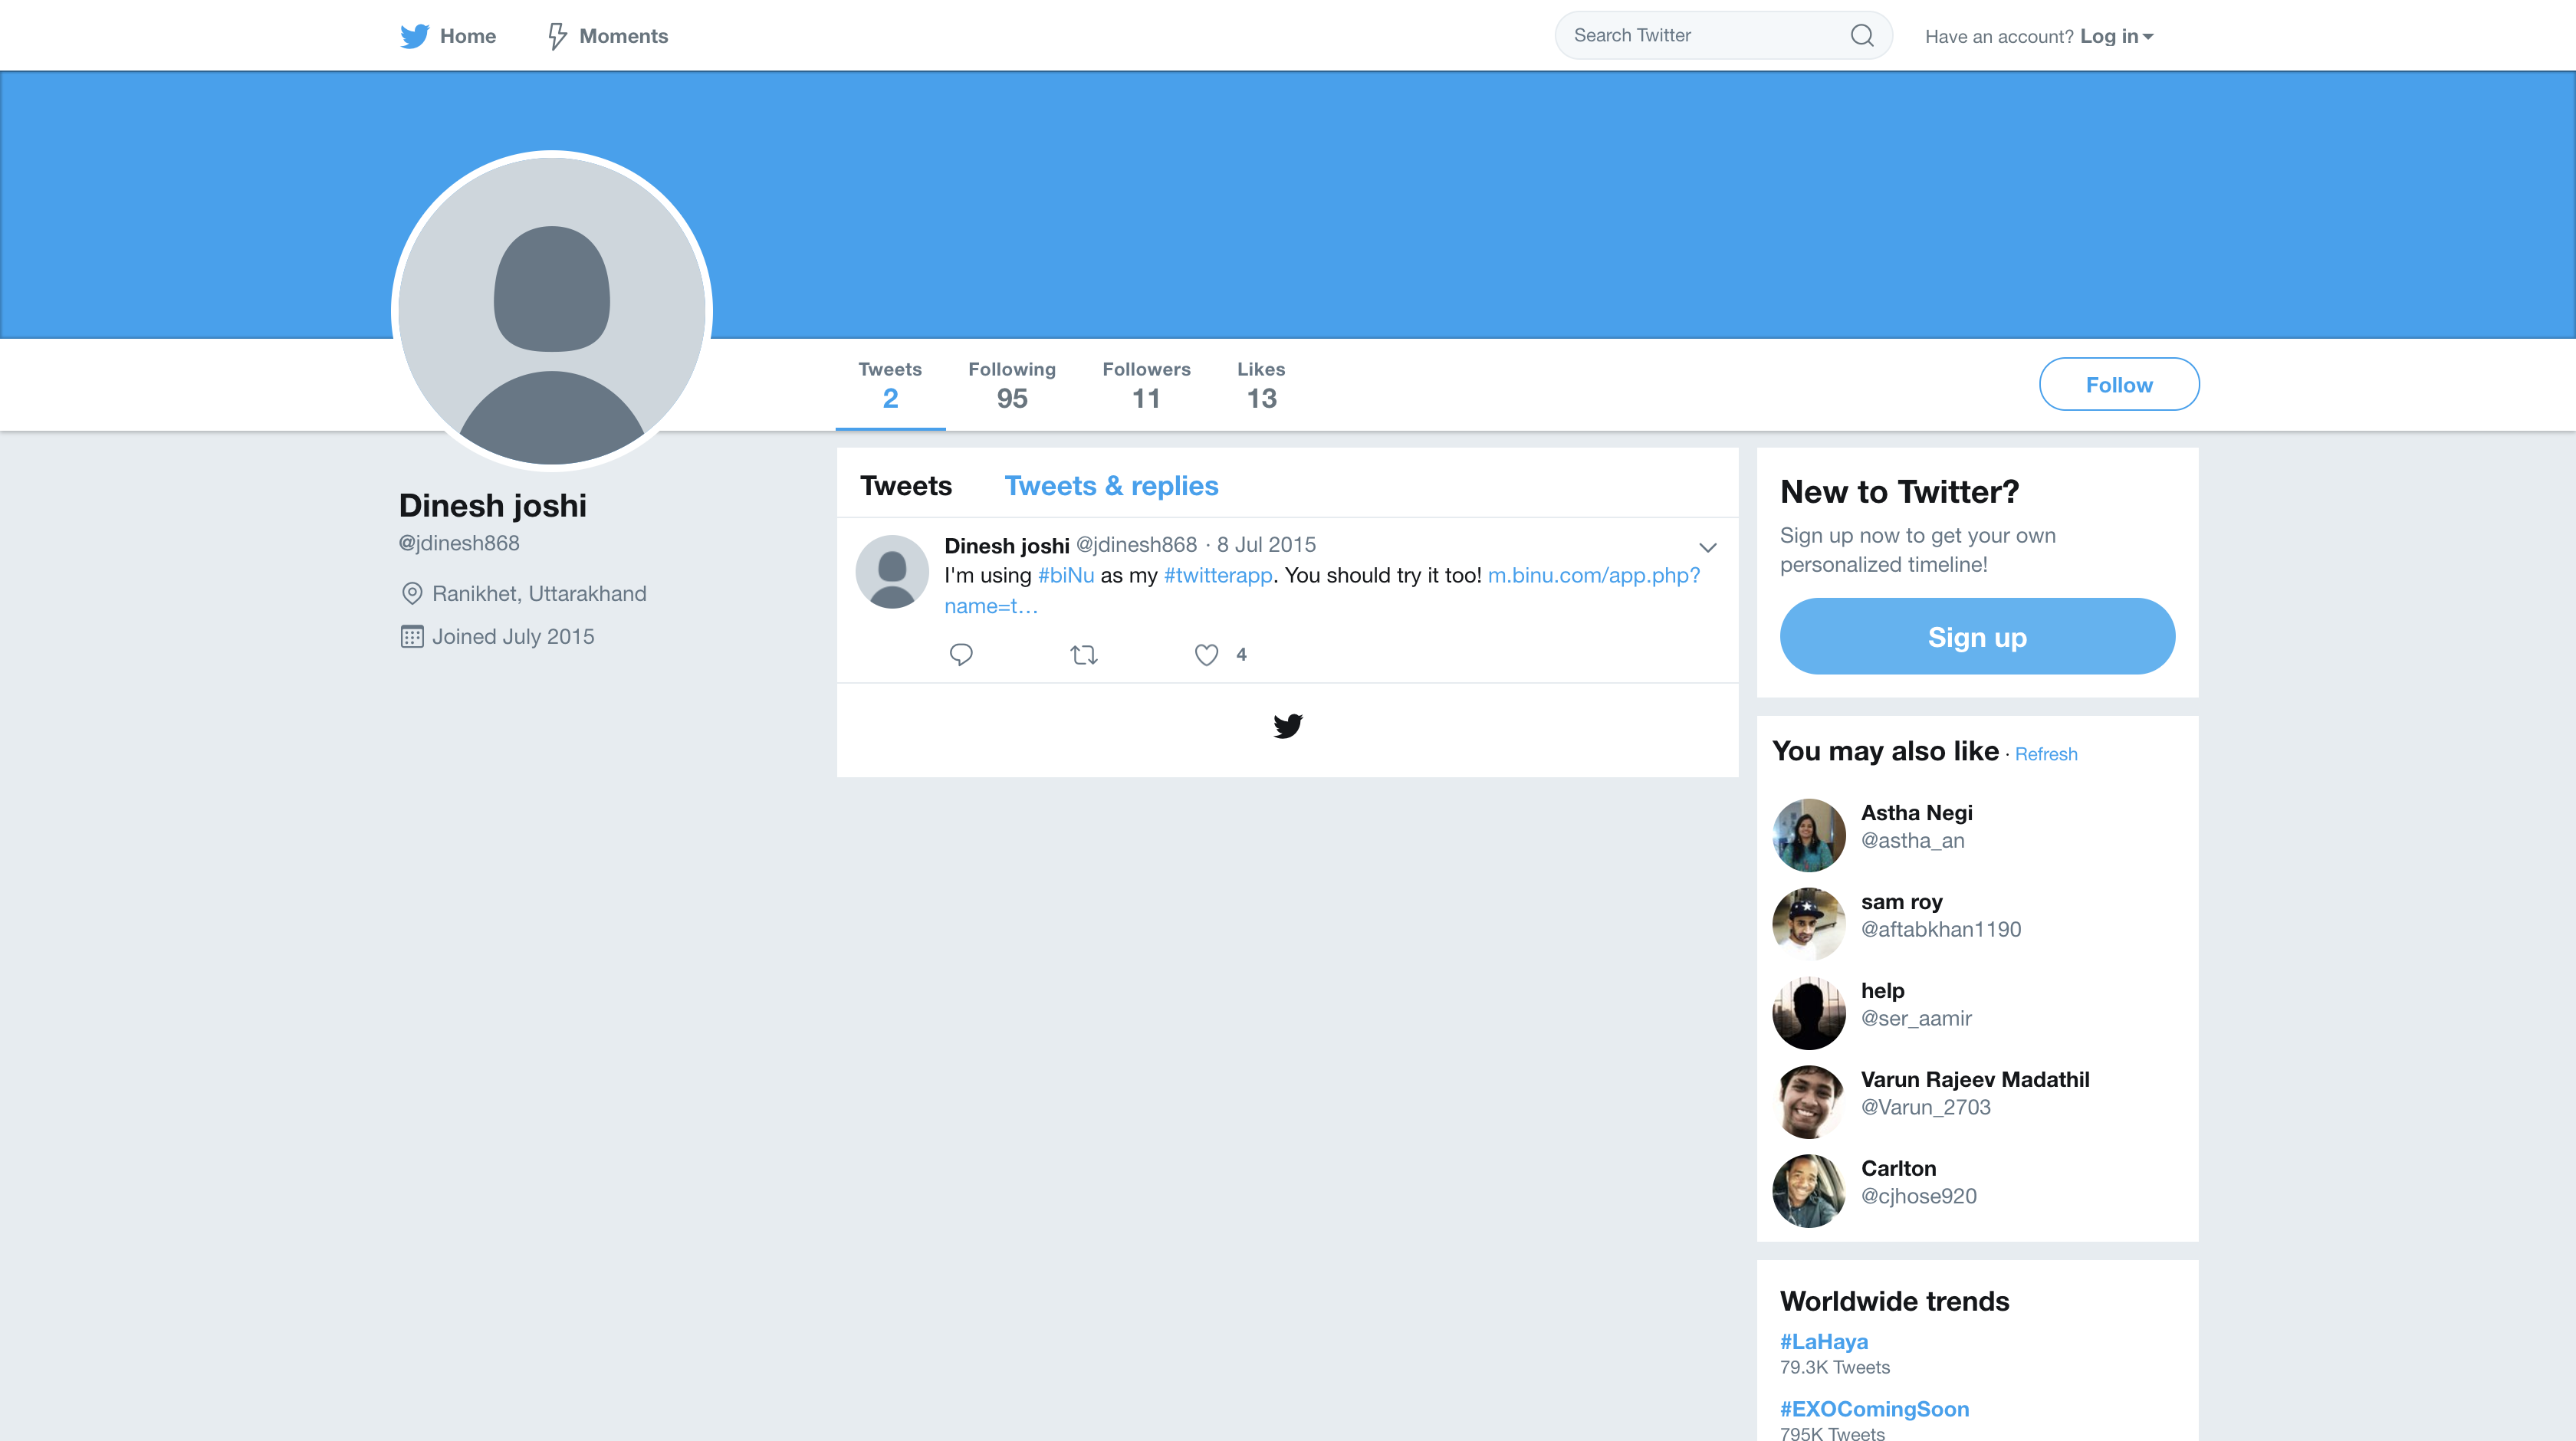 Home
Moments
Search Twitter
Have an account? Log in
Tweets
2
Following
95
Followers
11
Likes
13
Follow
Dinesh joshi
@jdinesh868
Ranikhet, Uttarakhand
Joined July 2015
Tweets
Tweets & replies
Dinesh joshi @jdinesh868 · 8 Jul 2015
I'm using #biNu as my #twitterapp. You should try it too! m.binu.com/app.php?
name=t…
4
New to Twitter?
Sign up now to get your own
personalized timeline!
Sign up
You may also like · Refresh
Astha Negi
@astha_an
sam roy
@aftabkhan1190
help
@ser_aamir
Varun Rajeev Madathil
@Varun_2703
Carlton
@cjhose920
Worldwide trends
#LaHaya
79.3K Tweets
#EXOComingSoon
795K Tweets